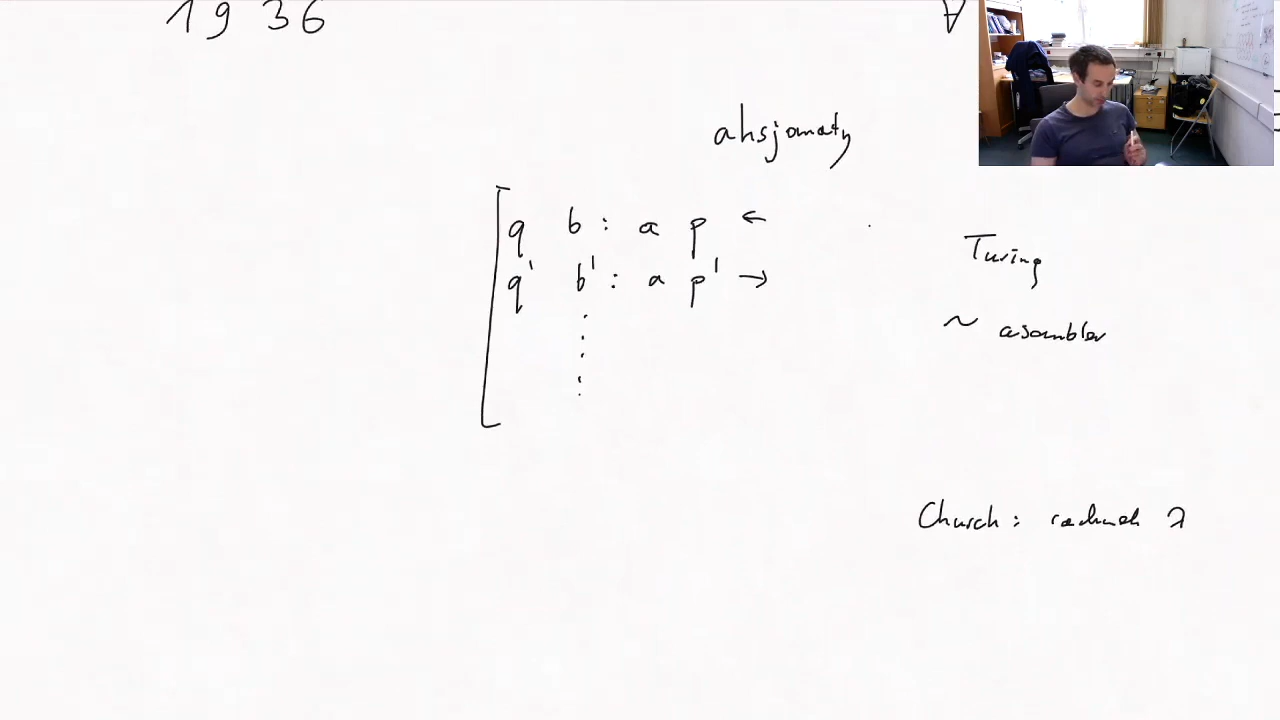 1936
∀
aksjomaty
q b : a p ←
q' b' : a p' →
Turing
~ asembler
Church : rachunek λ